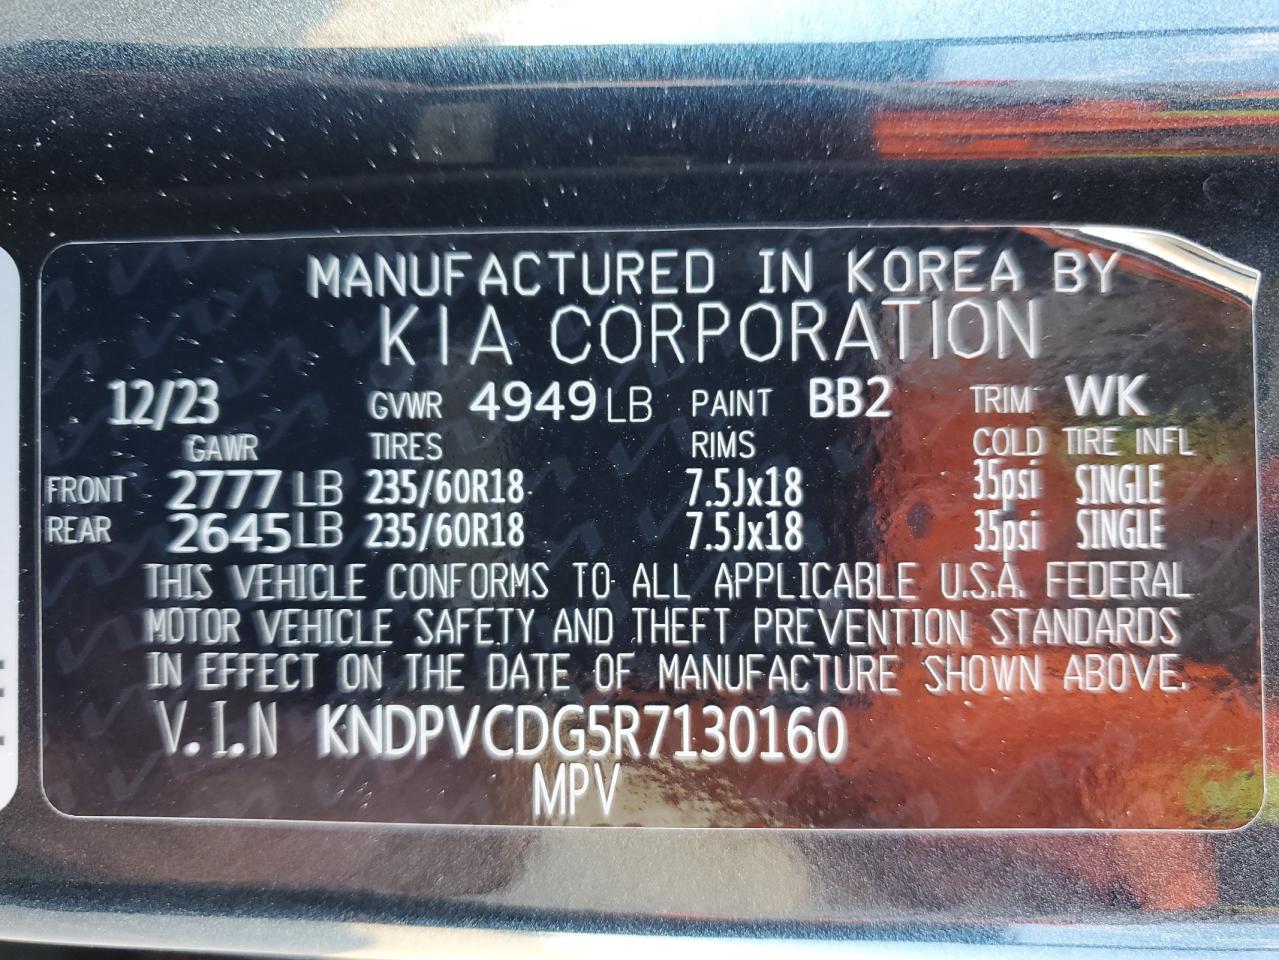 MANUFACTURED IN KOREA BY
KIA CORPORATION
12/23 GVWR 4949 LB PAINT BB2 TRIM WK
GAWR TIRES RIMS COLD TIRE INFL
FRONT 2777 LB 235/60R18 7.5Jx18 35psi SINGLE
REAR 2645 LB 235/60R18 7.5Jx18 35psi SINGLE
THIS VEHICLE CONFORMS TO ALL APPLICABLE U.S.A. FEDERAL
MOTOR VEHICLE SAFETY AND THEFT PREVENTION STANDARDS
IN EFFECT ON THE DATE OF MANUFACTURE SHOWN ABOVE.
V.I.N KNDPVCDG5R7130160
MPV